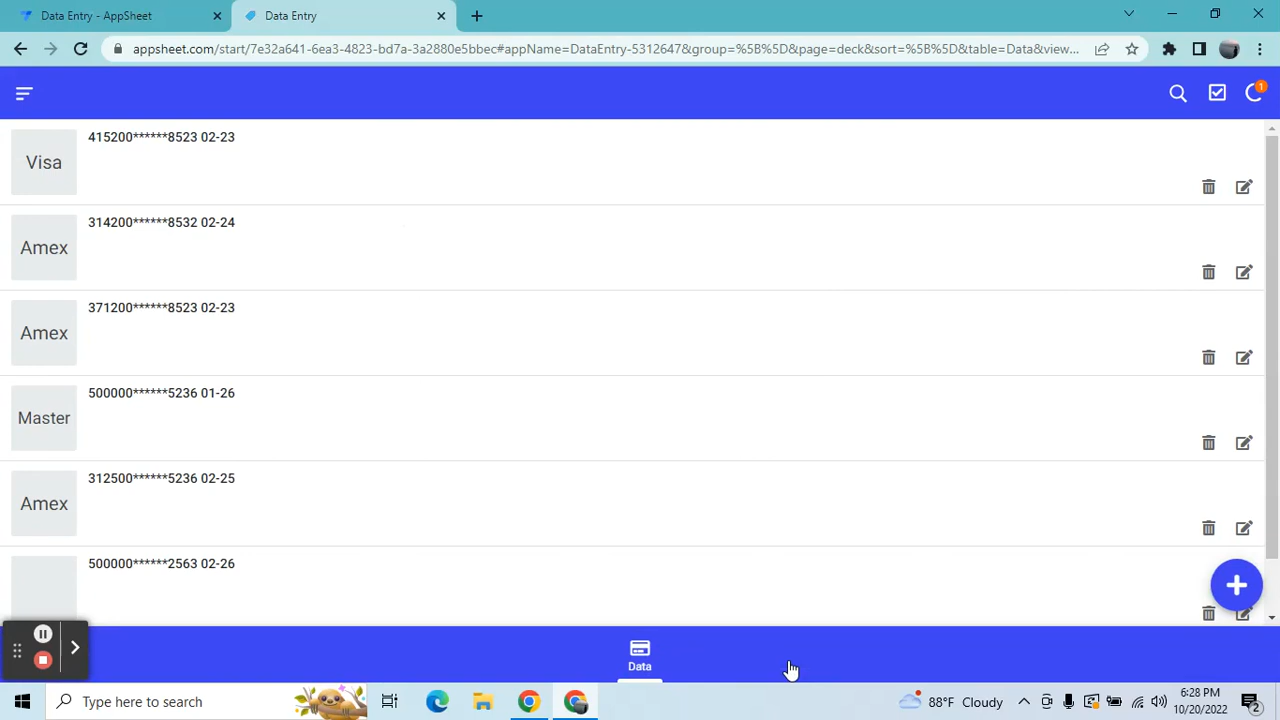 Data Entry - AppSheet
Data Entry
appsheet.com/start/7e32a641-6ea3-4823-bd7a-3a2880e5bbec#appName=DataEntry-5312647&group=%5B%5D&page=deck&sort=%5B%5D&table=Data&view...
1
Visa
415200******8523 02-23
Amex
314200******8532 02-24
Amex
371200******8523 02-23
Master
500000******5236 01-26
Amex
312500******5236 02-25
500000******2563 02-26
Data
Type here to search
88°F Cloudy
6:28 PM
10/20/2022
2